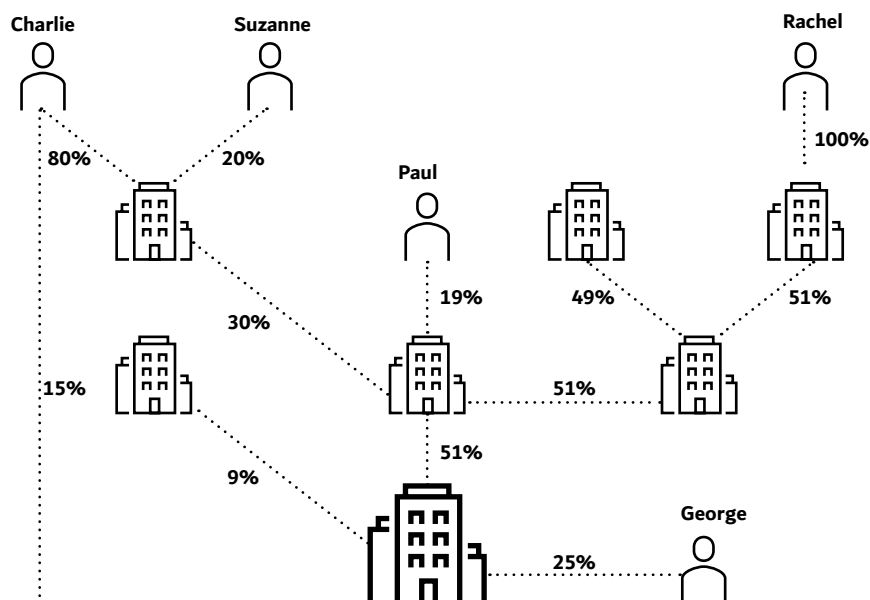 Charlie
Suzanne
Rachel
80%
20%
100%
Paul
19%
49%
51%
30%
15%
51%
51%
9%
George
25%